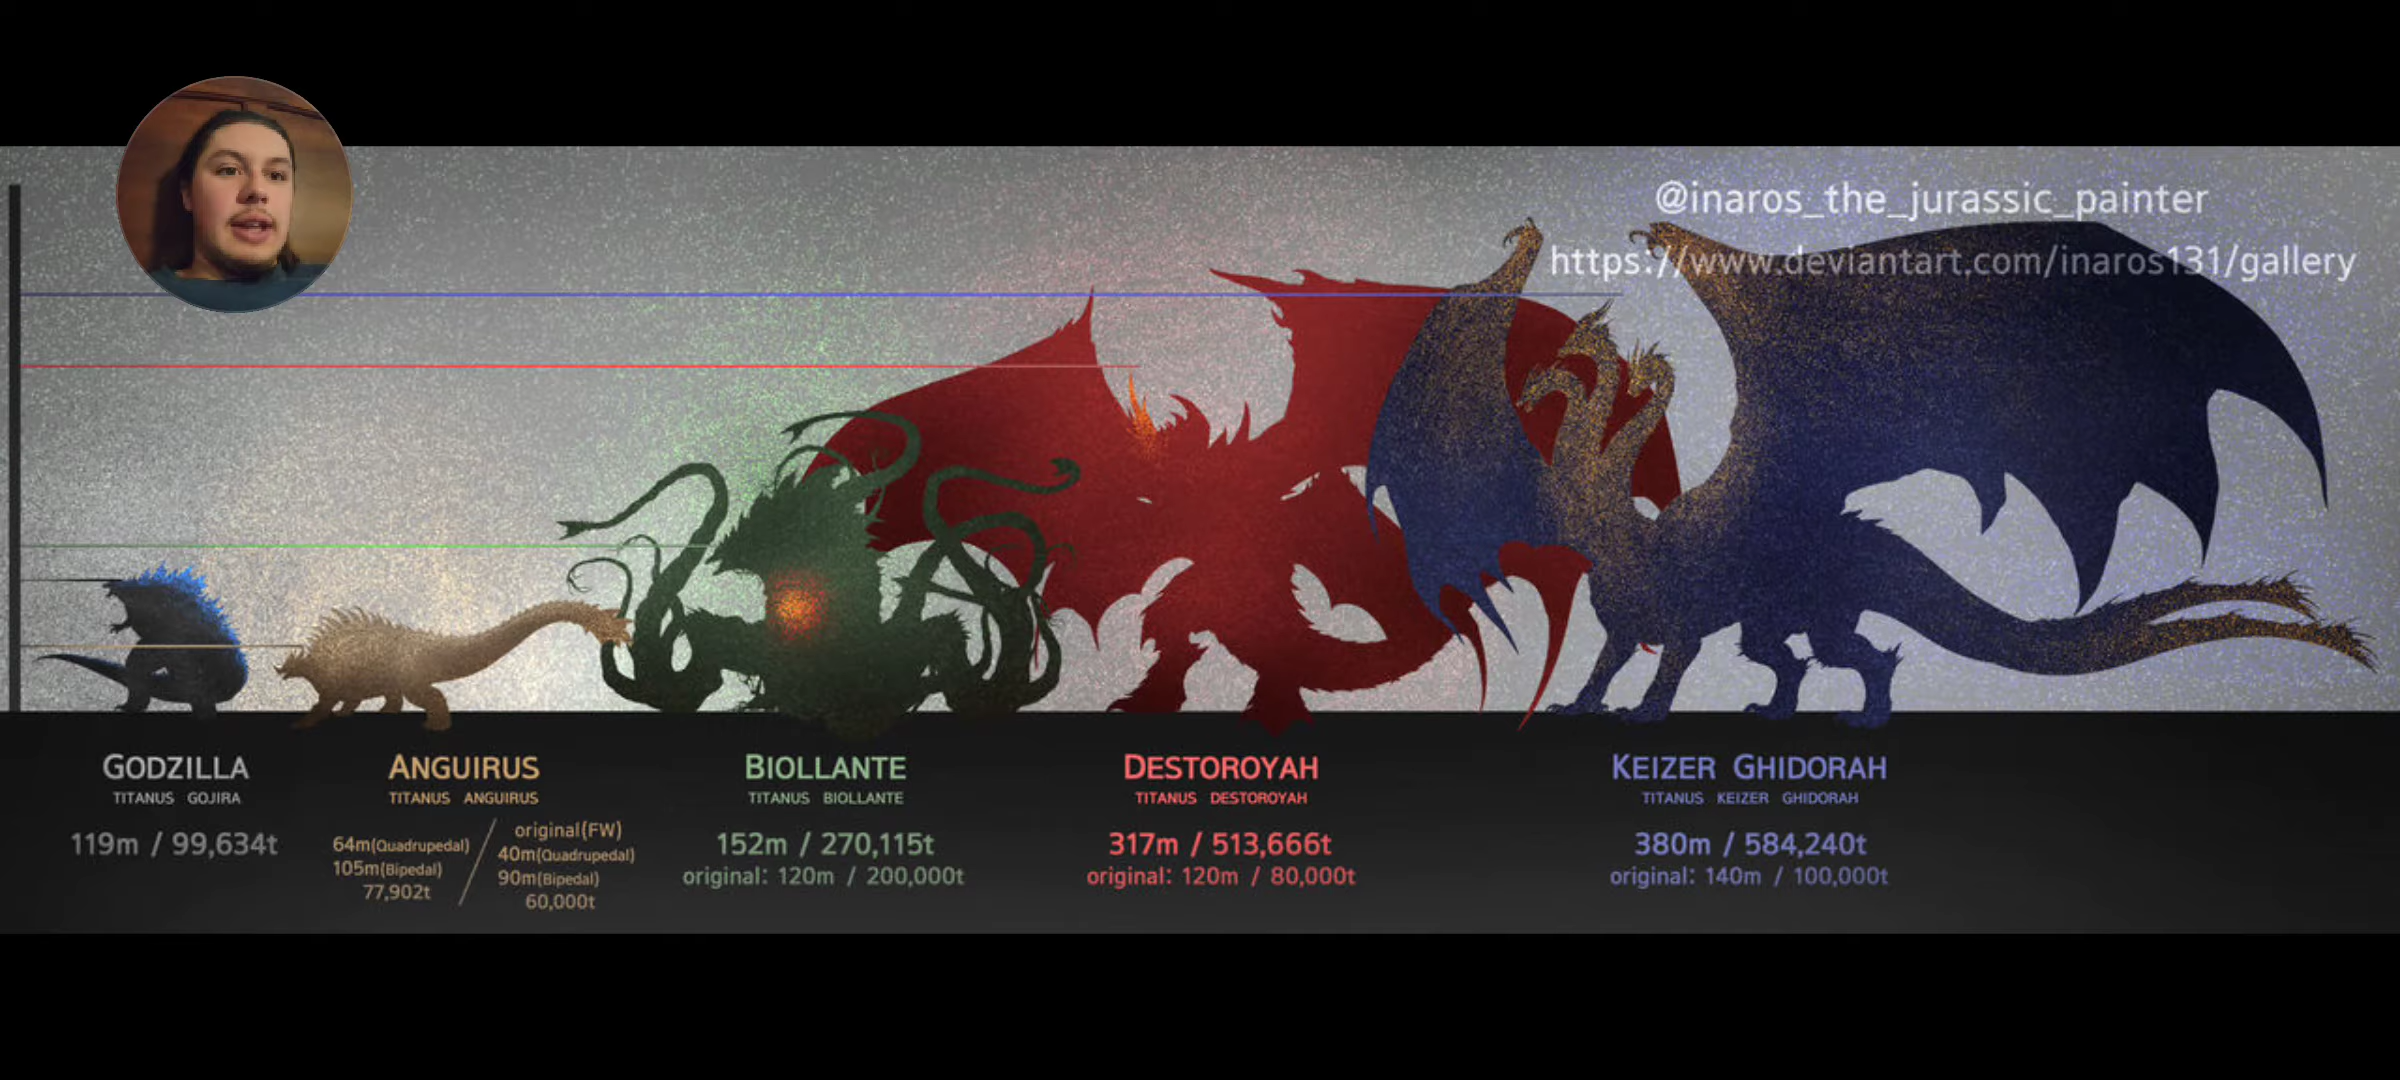 @inaros_the_jurassic_painter
https://www.deviantart.com/inaros131/gallery
GODZILLA
TITANUS GOJIRA
119m / 99,634t
ANGUIRUS
TITANUS ANGUIRUS
64m(Quadrupedal)
105m(Bipedal)
77,902t
/
original(FW)
40m(Quadrupedal)
90m(Bipedal)
60,000t
BIOLLANTE
TITANUS BIOLLANTE
152m / 270,115t
original: 120m / 200,000t
DESTOROYAH
TITANUS DESTOROYAH
317m / 513,666t
original: 120m / 80,000t
KEIZER GHIDORAH
TITANUS KEIZER GHIDORAH
380m / 584,240t
original: 140m / 100,000t